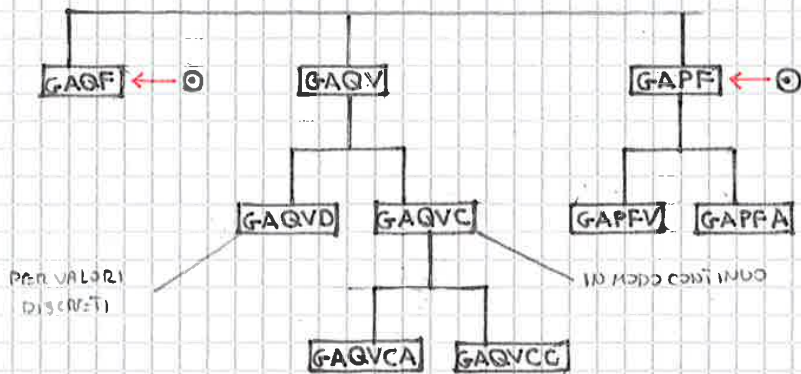 GAQF
GAQV
GAPF
GAQVD
GAQVC
GAPFV
GAPFA
PER VALORI
DISCRETI
IN MODO CONTINUO
GAQVCA
GAQVCC